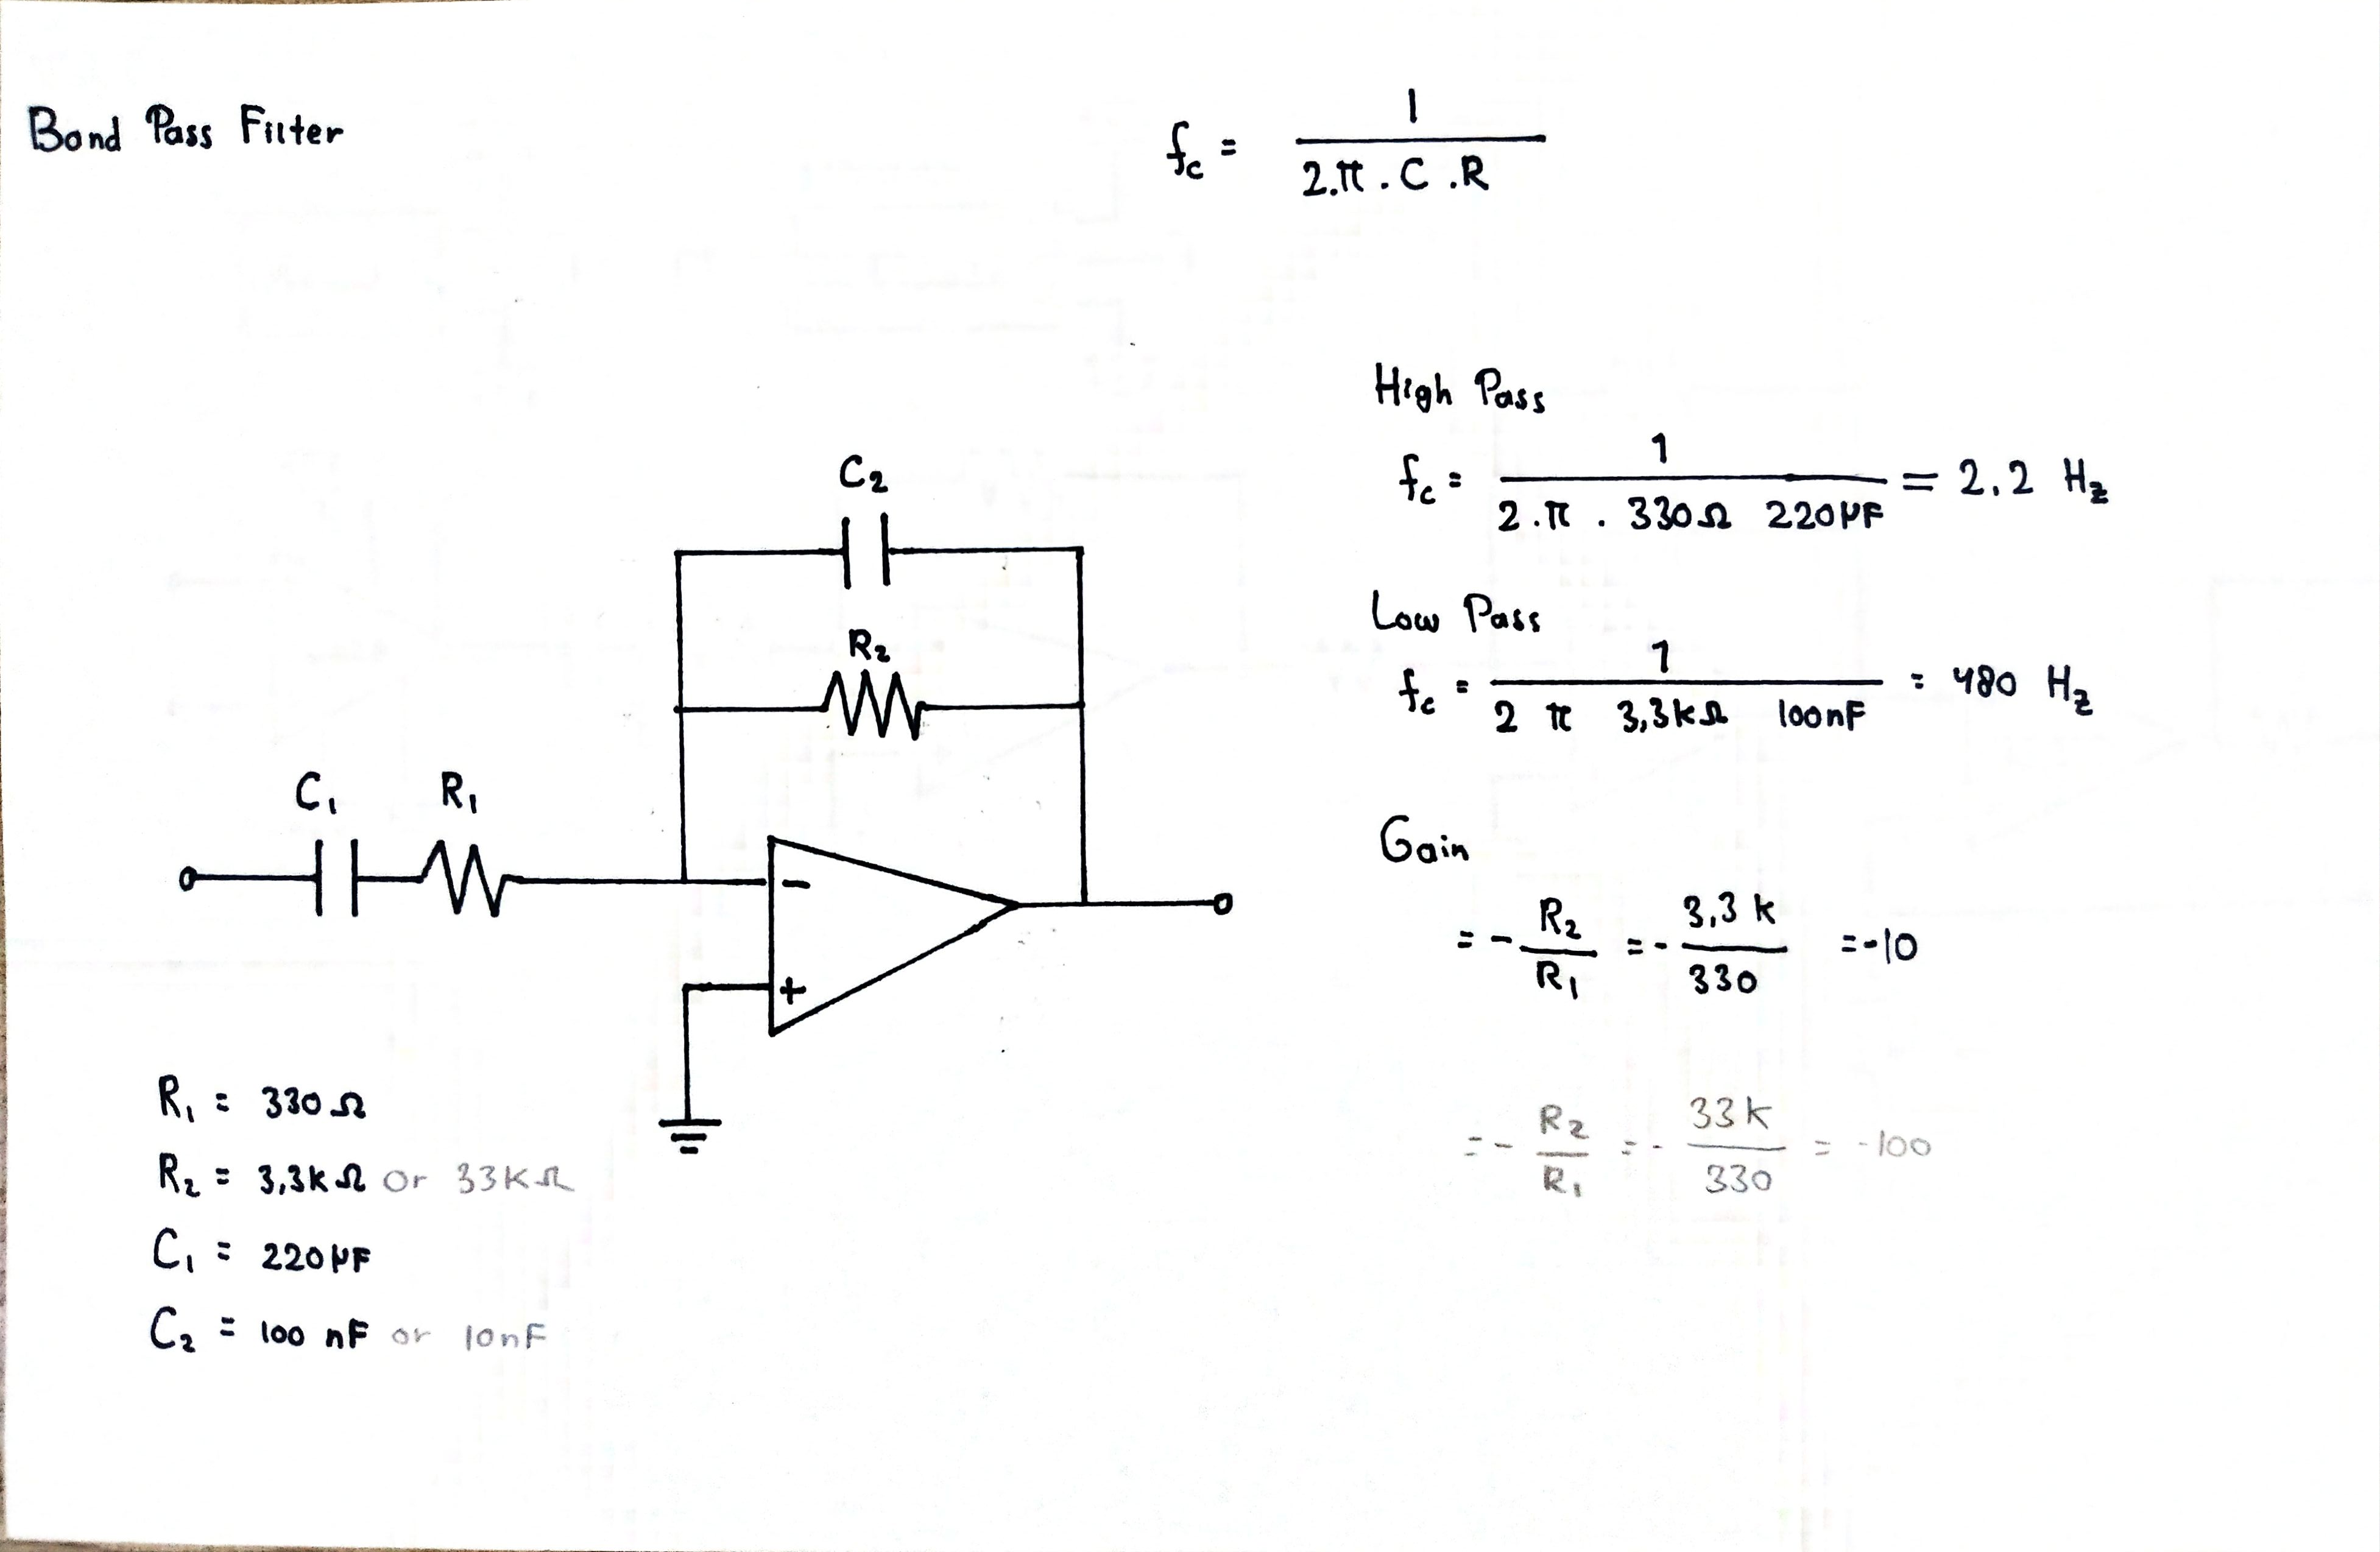 Band Pass Filter
fc = 1 / 2.π . C . R
High Pass
fc = 1 / 2 . π . 330Ω 220µF = 2.2 Hz
Low Pass
fc = 1 / 2 π 3,3kΩ 100nF = 480 Hz
Gain
= - R2 / R1 = - 3,3 k / 330 = -10
= - R2 / R1 = - 33k / 330 = -100
C2
R2
C1 R1
-
+
R1 = 330Ω
R2 = 3,3kΩ or 33kΩ
C1 = 220µF
C2 = 100 nF or 10nF